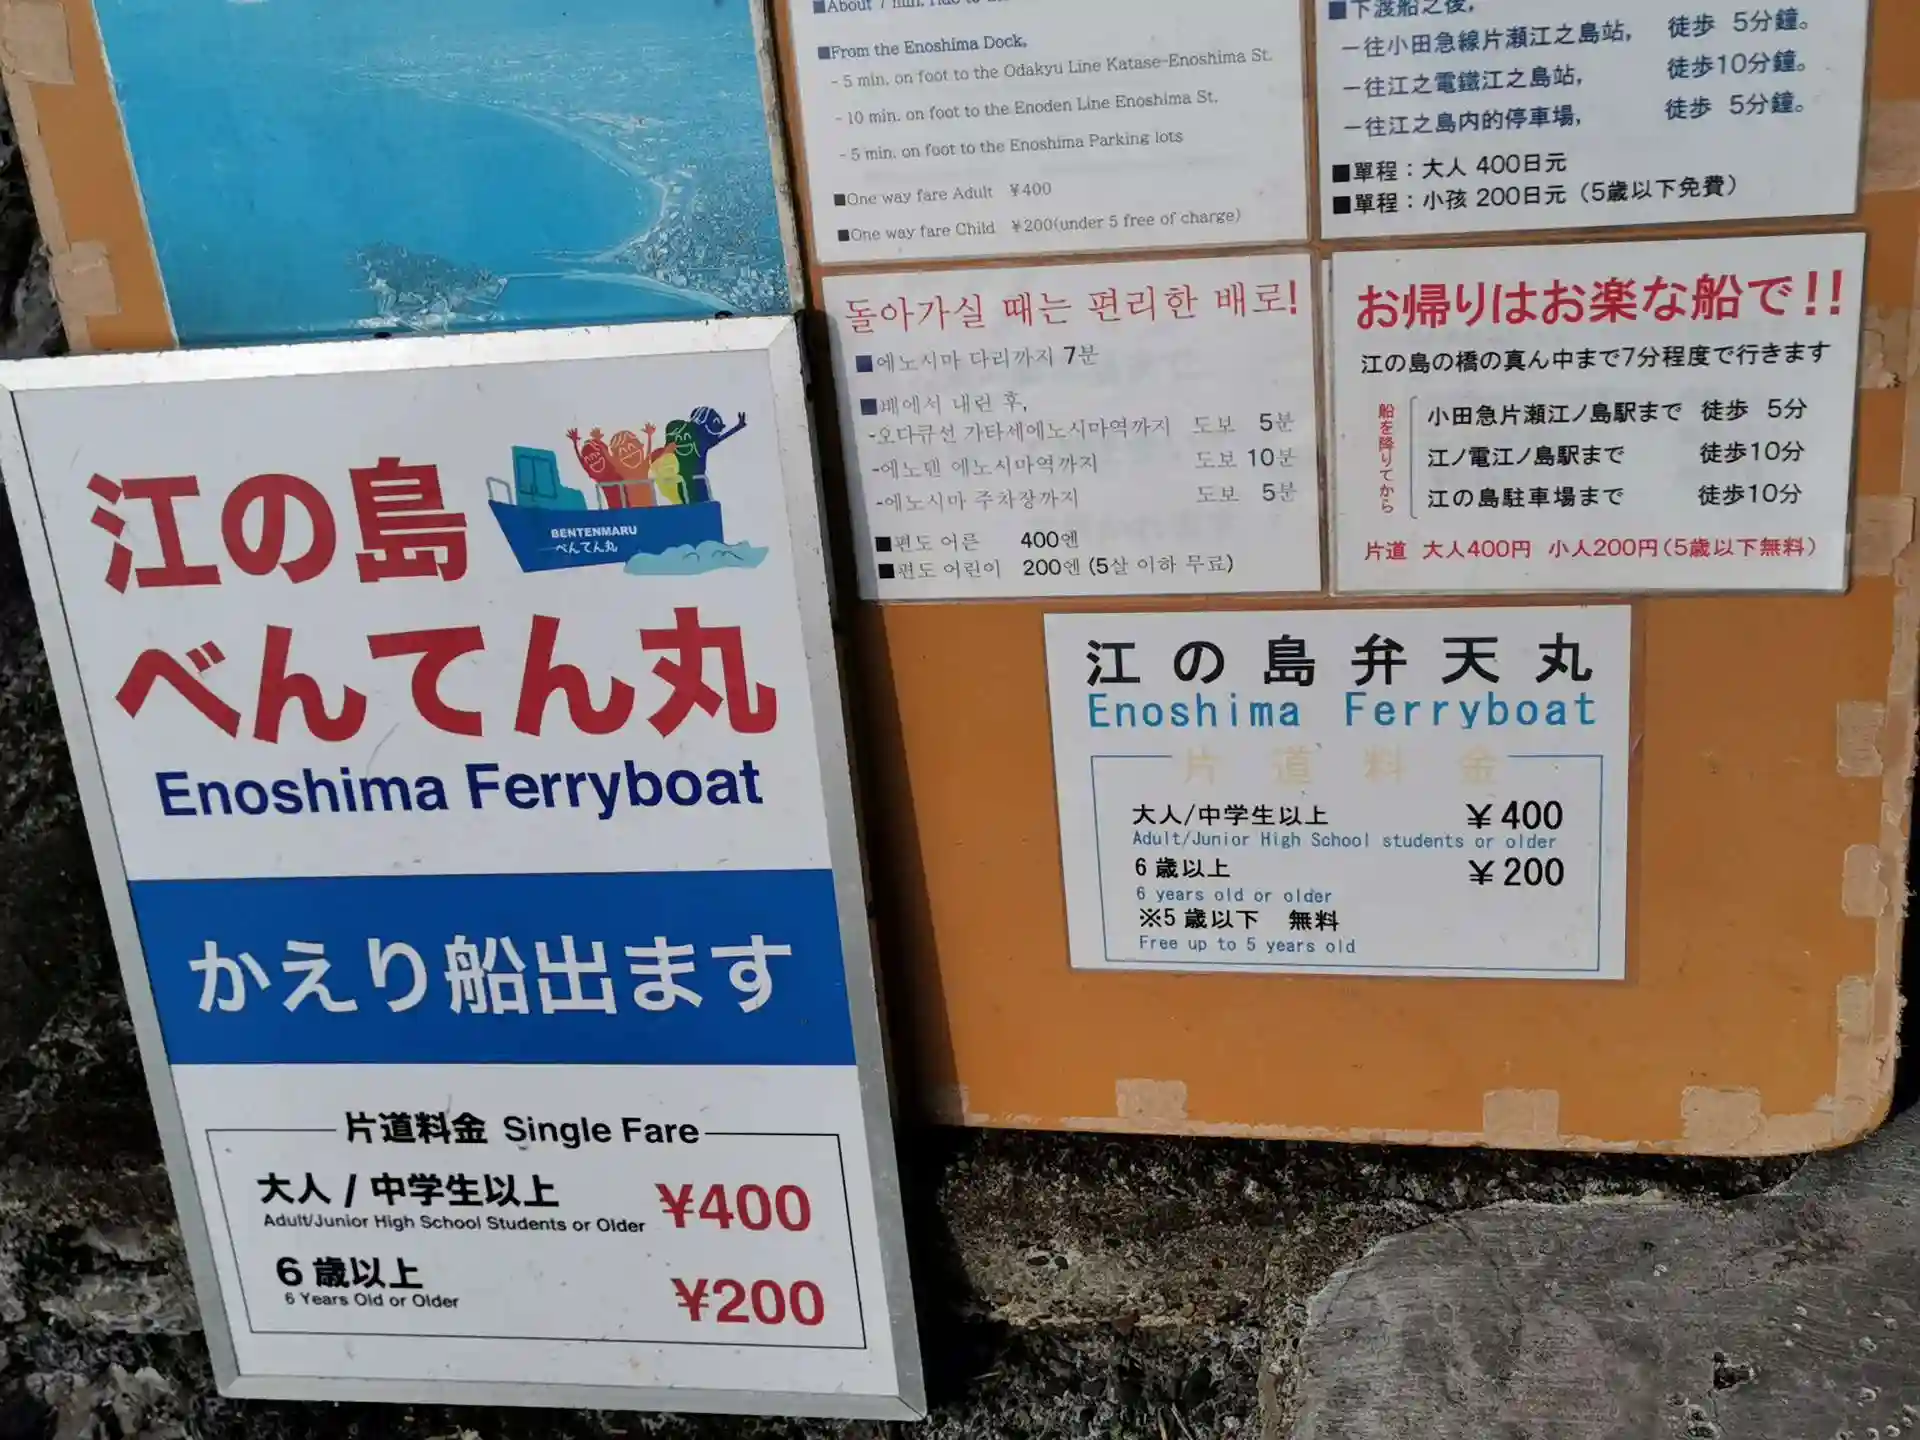 ■About 7 min. ride to
■From the Enoshima Dock,
- 5 min. on foot to the Odakyu Line Katase-Enoshima St.
- 10 min. on foot to the Enoden Line Enoshima St.
- 5 min. on foot to the Enoshima Parking lots
■One way fare Adult ￥400
■One way fare Child ￥200(under 5 free of charge)
■下渡船之後,
ー往小田急線片瀬江之島站, 徒歩 5分鐘。
ー往江之電鐵江之島站, 徒歩10分鐘。
ー往江之島内的停車場, 徒歩 5分鐘。
■單程：大人 400日元
■單程：小孩 200日元（5歳以下免費）
돌아가실 때는 편리한 배로!
■에노시마 다리까지 7분
■배에서 내린 후,
-오다큐선 가타세에노시마역까지 도보 5분
-에노덴 에노시마역까지 도보 10분
-에노시마 주차장까지 도보 5분
■편도 어른 400엔
■편도 어린이 200엔 (5살 이하 무료)
お帰りはお楽な船で!!
江の島の橋の真ん中まで7分程度で行きます
船を降りてから
小田急片瀬江ノ島駅まで 徒歩 5分
江ノ電江ノ島駅まで 徒歩10分
江の島駐車場まで 徒歩10分
片道 大人400円 小人200円(5歳以下無料)
江の島弁天丸
Enoshima Ferryboat
片道料金
大人/中学生以上 ￥400
Adult/Junior High School students or older
6歳以上 ￥200
6 years old or older
※5歳以下 無料
Free up to 5 years old
BENTENMARU
べんてん丸
江の島
べんてん丸
Enoshima Ferryboat
かえり船出ます
片道料金 Single Fare
大人 / 中学生以上 ¥400
Adult/Junior High School Students or Older
6歳以上 ¥200
6 Years Old or Older